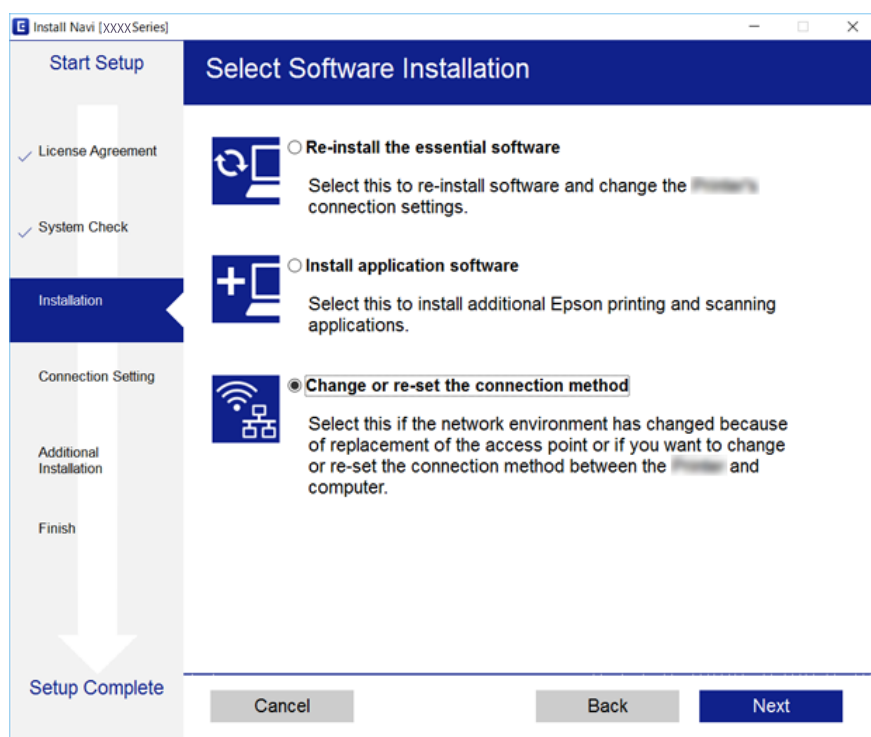 Install Navi [XXXX Series]
Start Setup
License Agreement
System Check
Installation
Connection Setting
Additional
Installation
Finish
Setup Complete
Select Software Installation
Re-install the essential software
Select this to re-install software and change the
connection settings.
Install application software
Select this to install additional Epson printing and scanning
applications.
Change or re-set the connection method
Select this if the network environment has changed because
of replacement of the access point or if you want to change
or re-set the connection method between the and
computer.
Cancel
Back
Next